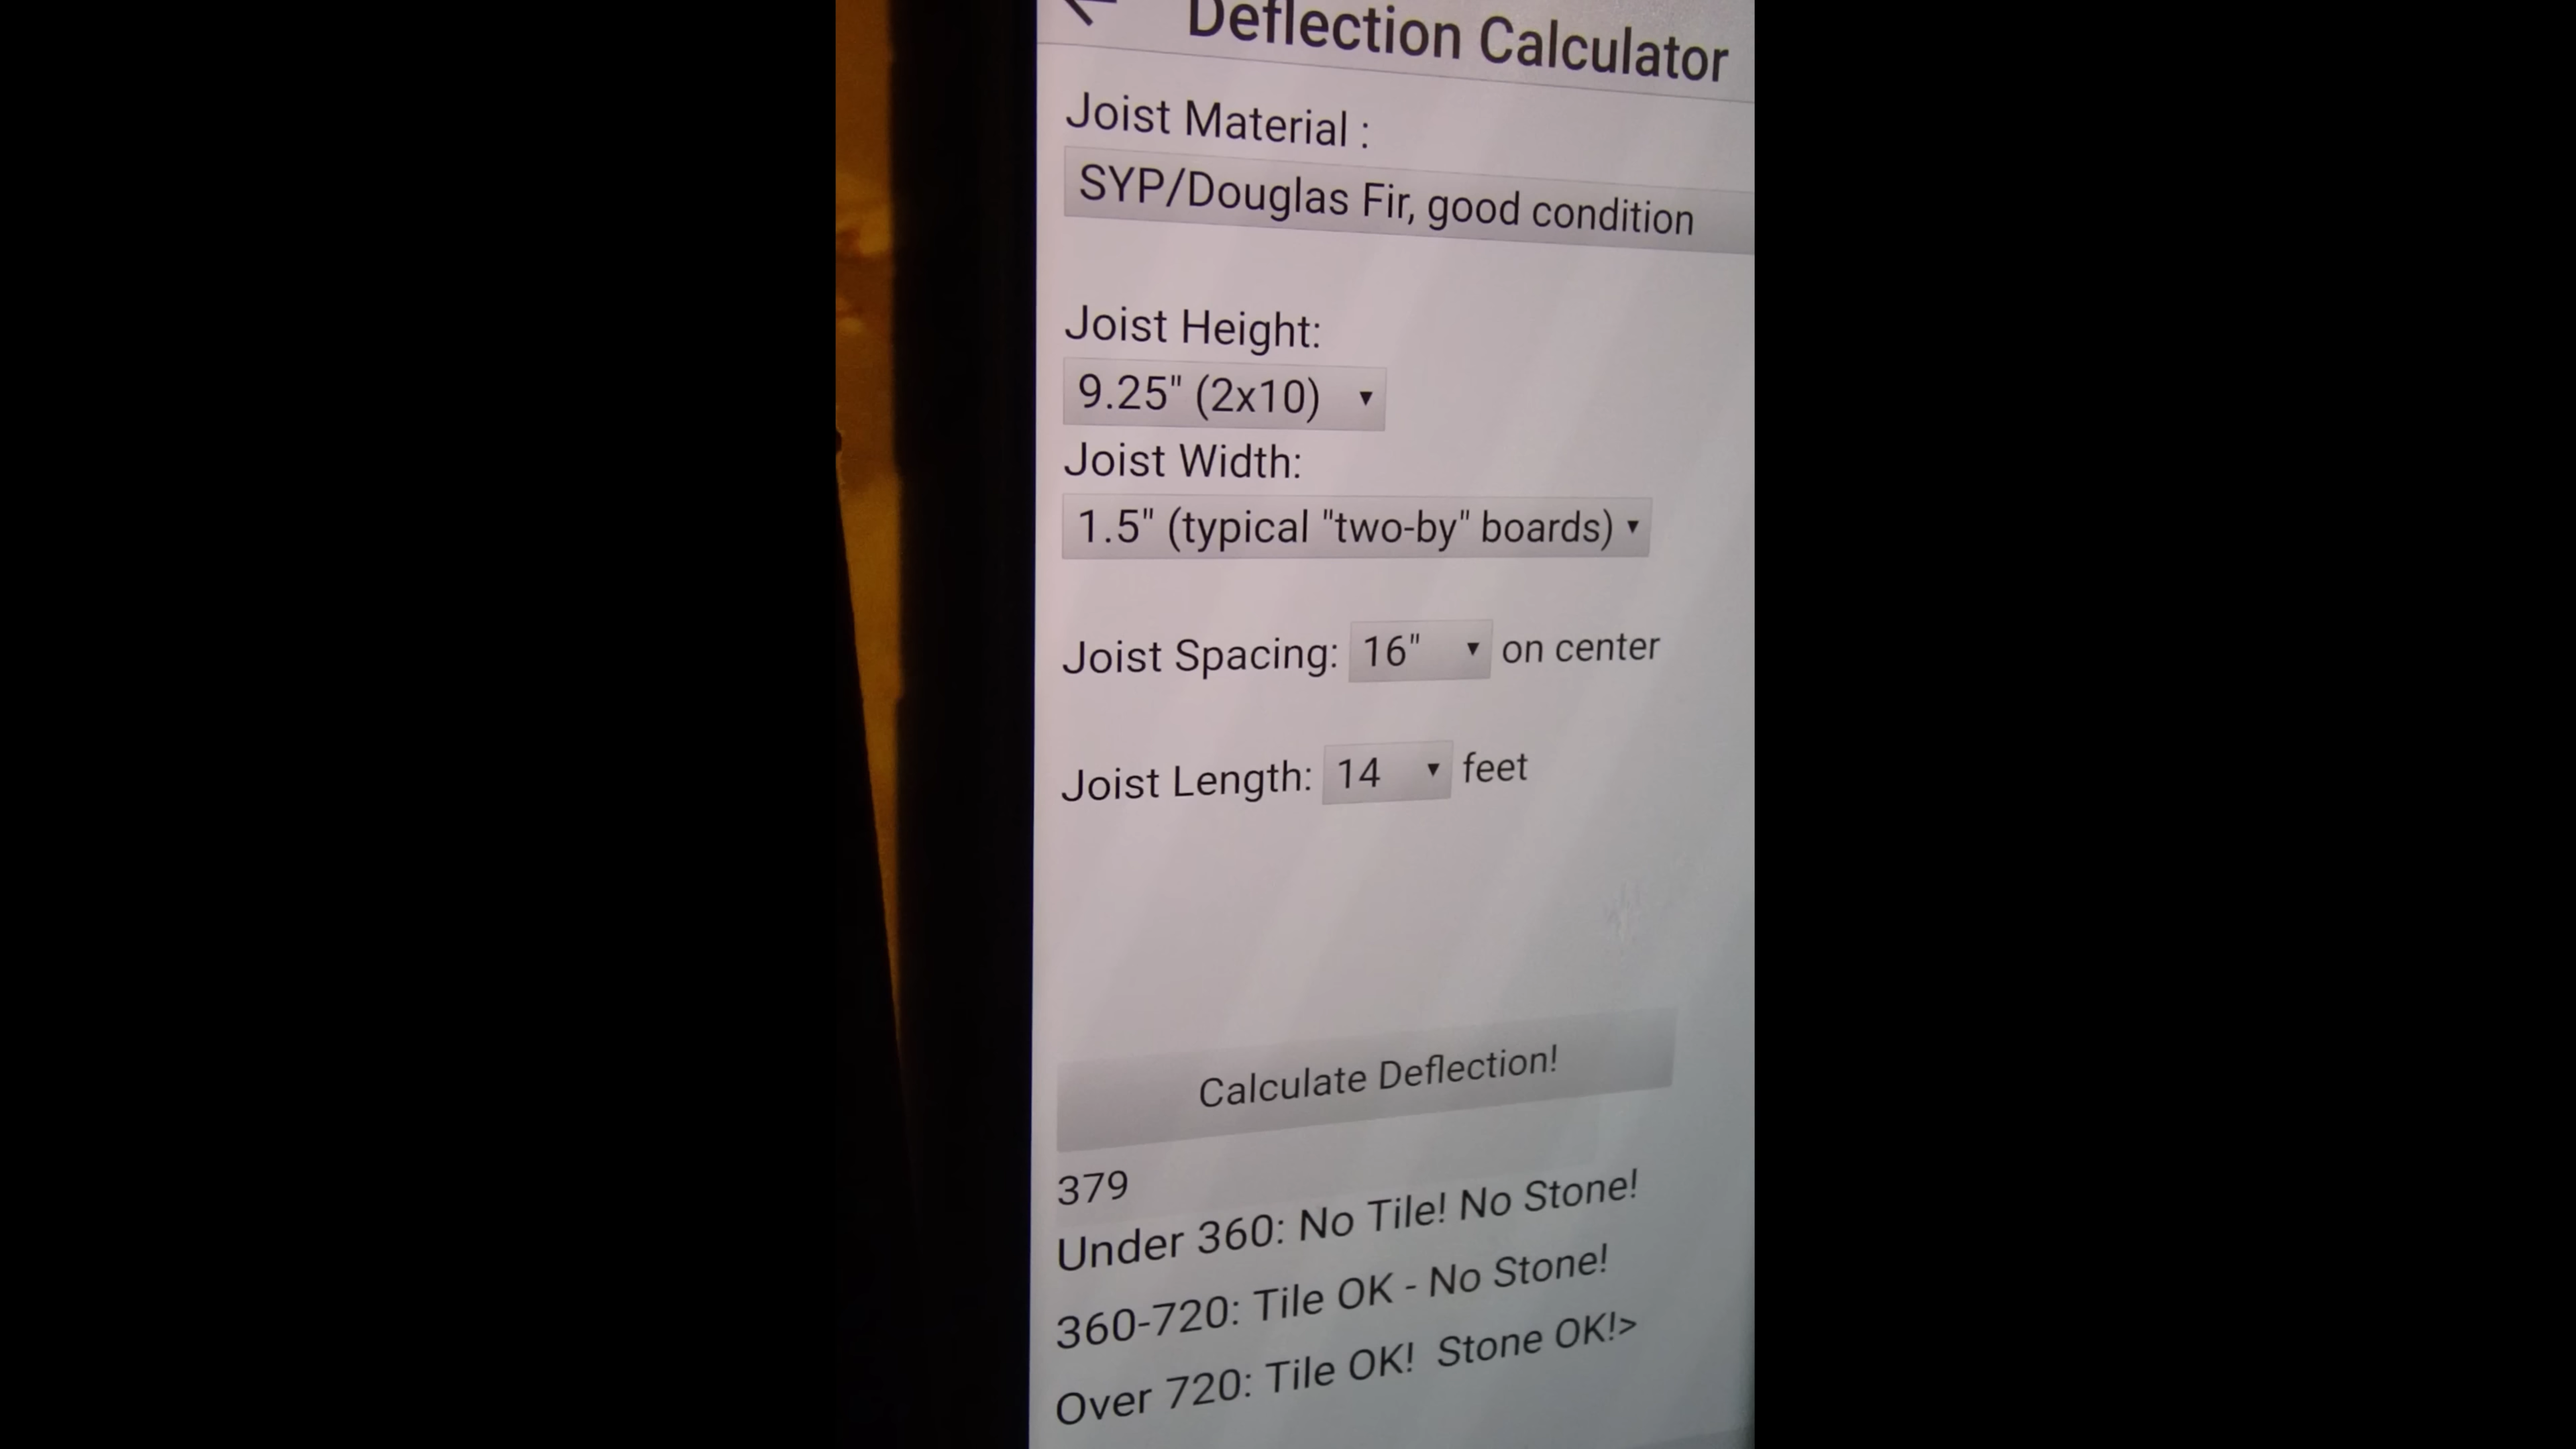 Deflection Calculator
Joist Material :
SYP/Douglas Fir, good condition
Joist Height:
9.25" (2x10)
Joist Width:
1.5" (typical "two-by" boards)
Joist Spacing: 16" on center
Joist Length: 14 feet
Calculate Deflection!
379
Under 360: No Tile! No Stone!
360-720: Tile OK - No Stone!
Over 720: Tile OK! Stone OK!>